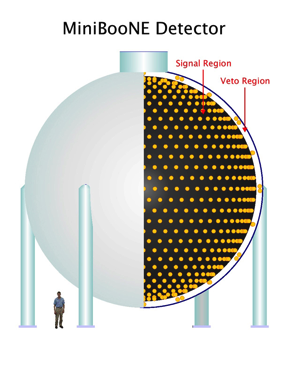 MiniBooNE Detector
Signal Region
Veto Region